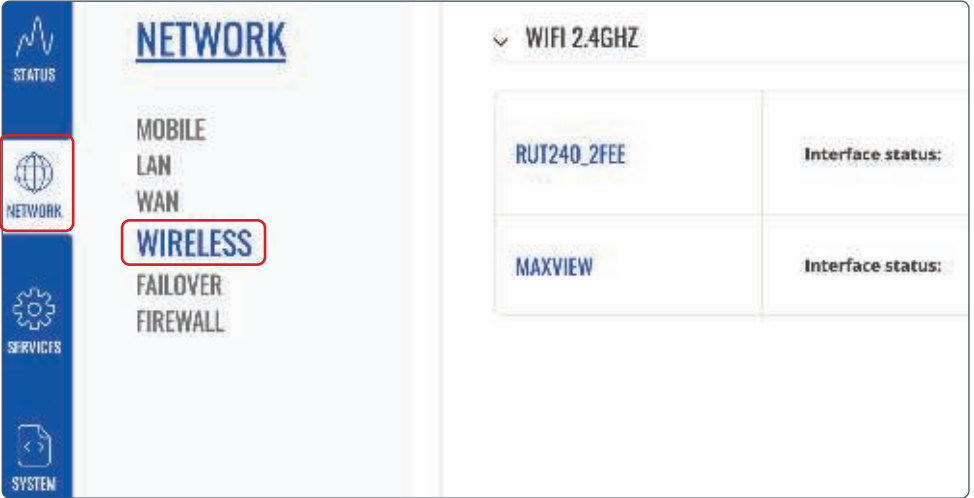 STATUS
NETWORK
SERVICES
SYSTEM
NETWORK
MOBILE
LAN
WAN
WIRELESS
FAILOVER
FIREWALL
WIFI 2.4GHZ
RUT240_2FEE
Interface status:
MAXVIEW
Interface status: